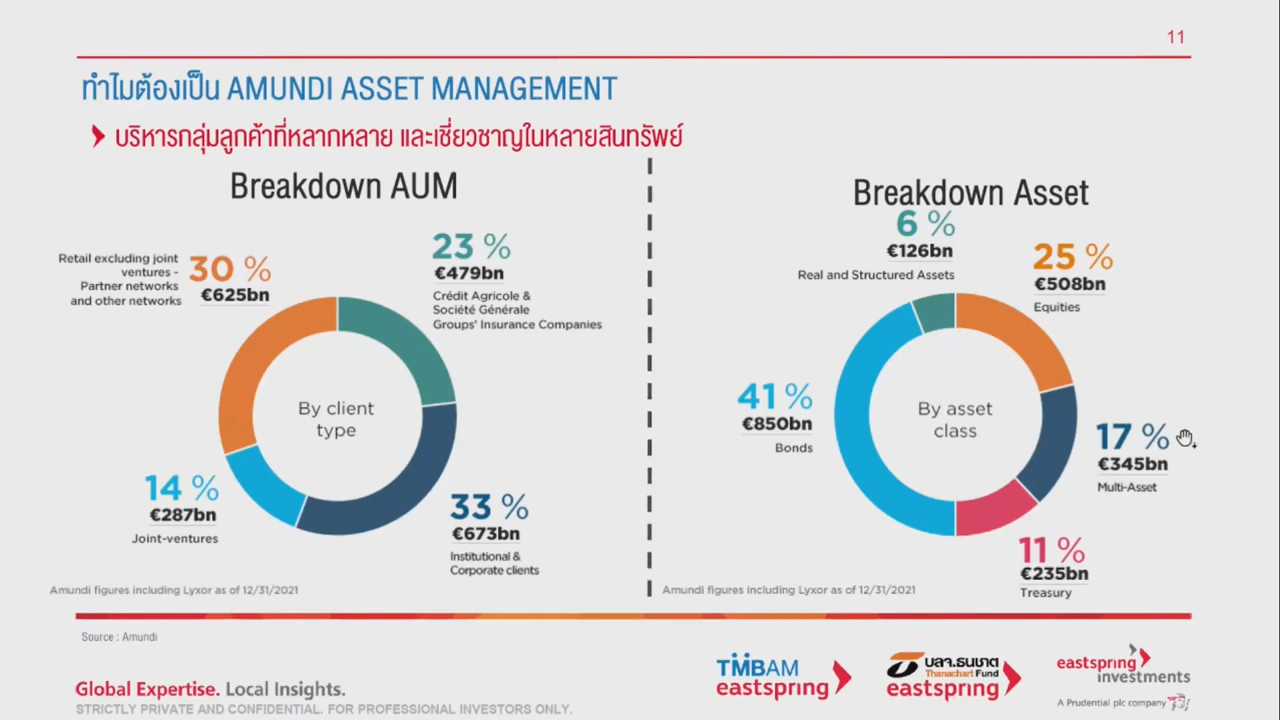 11
ทำไมต้องเป็น AMUNDI ASSET MANAGEMENT
บริหารกลุ่มลูกค้าที่หลากหลาย และเชี่ยวชาญในหลายสินทรัพย์
Breakdown AUM
23 %
€479bn
Crédit Agricole &
Société Générale
Groups' Insurance Companies
Retail excluding joint
ventures -
Partner networks
and other networks
30 %
€625bn
By client
type
14 %
€287bn
Joint-ventures
33 %
€673bn
Institutional &
Corporate clients
Amundi figures including Lyxor as of 12/31/2021
Breakdown Asset
6 %
€126bn
Real and Structured Assets
25 %
€508bn
Equities
41 %
€850bn
Bonds
By asset
class
17 %
€345bn
Multi-Asset
11 %
€235bn
Treasury
Amundi figures including Lyxor as of 12/31/2021
Source : Amundi
Global Expertise. Local Insights.
STRICTLY PRIVATE AND CONFIDENTIAL. FOR PROFESSIONAL INVESTORS ONLY.
TMBAM
eastspring
บลจ.ธนชาต
Thanachart Fund
eastspring
eastspring
investments
A Prudential plc company